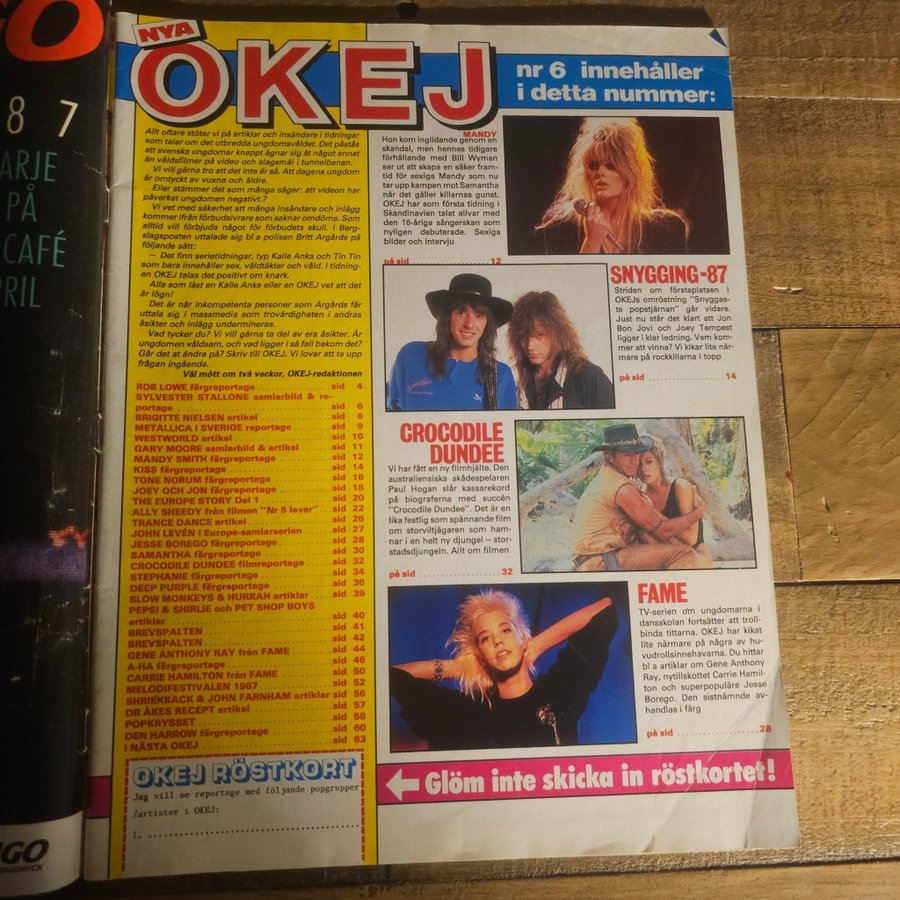 O
87
ARJE
PÅ
CAFÉ
PRIL
NGO
NYA
OKEJ
nr 6 innehåller
i detta nummer:
Allt oftare stöter vi på artiklar och insändare i tidningar
som talar om det utbredda ungdomsvåldet. Det påstås
att svenska ungdomar knappt ägnar sig åt något annat
än våldsfilmer på video och slagsmål i tunnelbanan.
Vi vill gärna tro att det inte är så. Att dagens ungdom
är omtyckt av vuxna och äldre.
Eller stämmer det som många säger: att videon har
påverkat ungdomen negativt.?
Vi vet med säkerhet att många insändare och inlägg
kommer ifrån förbudsivrare som saknar omdöme. Som
alltid vill förbjuda något för förbudets skull. I Berg-
slagsposten uttalade sig bl a polisen Britt Argårds på
följande sätt:
— Det finn serietidningar, typ Kalle Anka och Tin Tin
som bara innehåller sex, våldtäkter och våld. I tidning-
en OKEJ talas det positivt om knark.
Alla som läst en Kalle Anka eller en OKEJ vet att det
är lögn!
Det är när inkompetenta personer som Argårds får
uttala sig i massmedia som trovärdigheten i andras
åsikter och inlägg undermineras.
Vad tycker du? Vi vill gärna ta del av era åsikter. Är
ungdomen våldsam, och vad ligger i så fall bakom det?
Går det at ändra på? Skriv till OKEJ. Vi lovar att ta upp
frågan ingående.
Väl mött om två veckor, OKEJ-redaktionen
ROB LOWE färgreportage sid 4
SYLVESTER STALLONE samlarbild & re-
portage sid 6
BRIGITTE NIELSEN artikel sid 8
METALLICA I SVERIGE reportage sid 9
WESTWORLD artikel sid 10
GARY MOORE samlarbild & artikel sid 11
MANDY SMITH färgreportage sid 12
KISS färgreportage sid 14
TONE NORUM färgreportage sid 16
JOEY OCH JON färgreportage sid 18
THE EUROPE STORY Del 1 sid 20
ALLY SHEEDY från filmen "Nr 5 lever" sid 22
TRANCE DANCE artikel sid 26
JOHN LEVÉN i Europe-samlarserien sid 27
JESSE BOREGO färgreportage sid 28
SAMANTHA färgreportage sid 30
CROCODILE DUNDEE filmreportage sid 32
STEPHANIE färgreportage sid 34
DEEP PURPLE färgreportage sid 36
BLOW MONKEYS & HURRAH artiklar sid 39
PEPSI & SHIRLIE och PET SHOP BOYS
artiklar sid 40
BREVSPALTEN sid 41
BREVSPALTEN sid 42
GENE ANTHONY RAY från FAME sid 44
A-HA färgreportage sid 46
CARRIE HAMILTON från FAME sid 50
MELODIFESTIVALEN 1987 sid 52
SHRIEKBACK & JOHN FARNHAM artiklar sid 56
DR ÅKES RECEPT artikel sid 57
POPKRYSSET sid 58
DEN HARROW färgreportage sid 60
I NÄSTA OKEJ sid 63
OKEJ RÖSTKORT
Jag vill se reportage med följande popgrupper
/artister i OKEJ:
1. ......................................
MANDY
Hon kom inglidande genom en
skandal, men hennes tidigare
förhållande med Bill Wyman
ser ut att skapa en säker fram-
tid för sexiga Mandy som nu
tar upp kampen mot Samantha
när det gäller killarnas gunst.
OKEJ har som första tidning i
Skandinavien talat allvar med
den 16-åriga sångerskan som
nyligen debuterade. Sexiga
bilder och intervju
på sid 12
SNYGGING-87
Striden om förstaplatsen i
OKEJs omröstning "Snyggas-
te popstjärnan" går vidare.
Just nu står det klart att Jon
Bon Jovi och Joey Tempest
ligger i klar ledning. Vem kom-
mer att vinna? Vi kikar lite när-
mare på rockkillarna i topp
på sid 14
CROCODILE
DUNDEE
Vi har fått en ny filmhjälte. Den
australiensiska skådespelaren
Paul Hogan slår kassarekord
på biograferna med succén
"Crocodile Dundee". Det är en
lika festlig som spännande film
om storviltjägaren som ham-
nar i en helt ny djungel — stor-
stadsdjungeln. Allt om filmen
på sid 32
FAME
TV-serien om ungdomarna i
dansskolan fortsätter att troll-
binda tittarna. OKEJ har kikat
lite närmare på några av hu-
vudrollsinnehavarna. Du hittar
bl a artiklar om Gene Anthony
Ray, nytillskottet Carrie Hamil-
ton och superpopuläre Jesse
Borego. Den sistnämnde av-
handlas i färg
på sid 28
Glöm inte skicka in röstkortet!